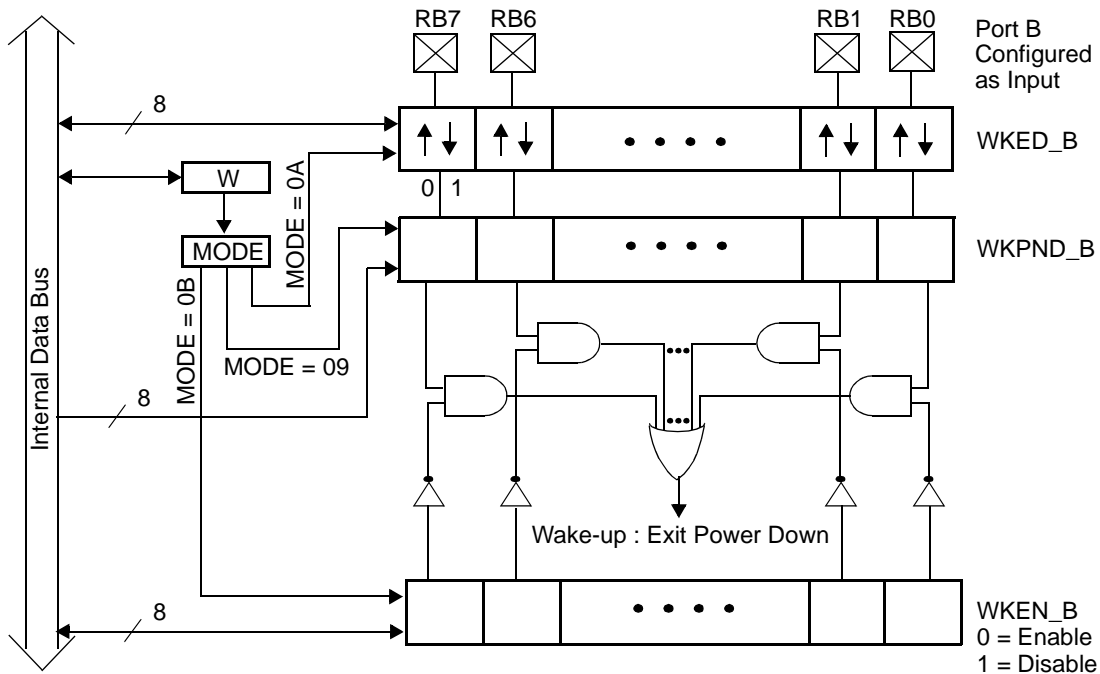 RB7 RB6 RB1 RB0
Port B
Configured
as Input
8
WKED_B
W
0 1
MODE = 0A
MODE
WKPND_B
MODE = 0B
MODE = 09
Internal Data Bus
8
Wake-up : Exit Power Down
8
WKEN_B
0 = Enable
1 = Disable